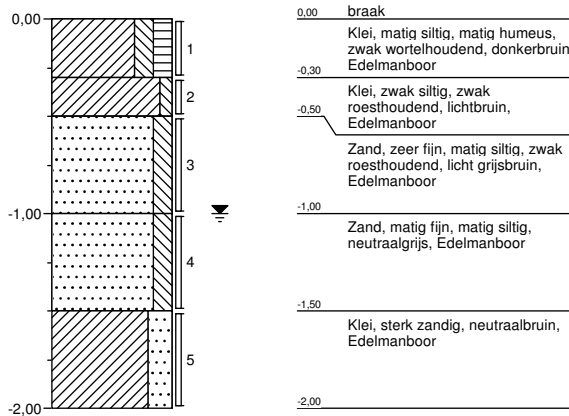 0,00
-1,00
-2,00
1
2
3
4
5
0,00 braak
Klei, matig siltig, matig humeus,
zwak wortelhoudend, donkerbruin,
Edelmanboor
-0,30
Klei, zwak siltig, zwak
roesthoudend, lichtbruin,
Edelmanboor
-0,50
Zand, zeer fijn, matig siltig, zwak
roesthoudend, licht grijsbruin,
Edelmanboor
-1,00
Zand, matig fijn, matig siltig,
neutraalgrijs, Edelmanboor
-1,50
Klei, sterk zandig, neutraalbruin,
Edelmanboor
-2,00